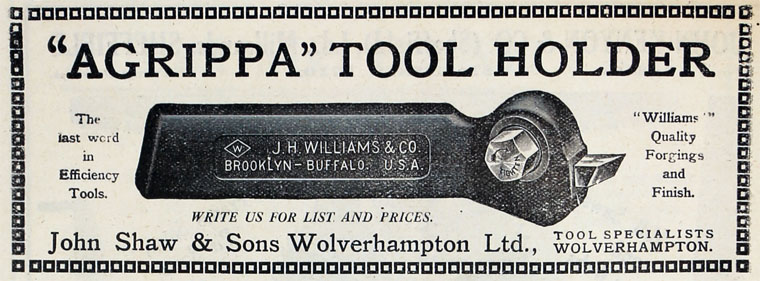 "AGRIPPA" TOOL HOLDER
The
last word
in
Efficiency
Tools.
W
J.H. WILLIAMS & CO.
BROOKLYN - BUFFALO. U.S.A.
"Williams"
Quality
Forgings
and
Finish.
WRITE US FOR LIST AND PRICES.
John Shaw & Sons Wolverhampton Ltd.,
TOOL SPECIALISTS
WOLVERHAMPTON.